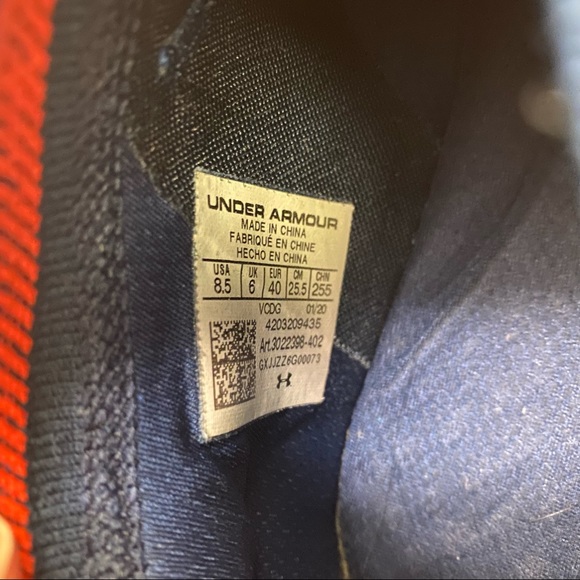 UNDER ARMOUR
MADE IN CHINA
FABRIQUÉ EN CHINE
HECHO EN CHINA
USA UK EUR CM CHN
8.5 6 40 25.5 255
VCDG 01/20
4203209435
Art.3022398-402
GXJJZZ6G00073